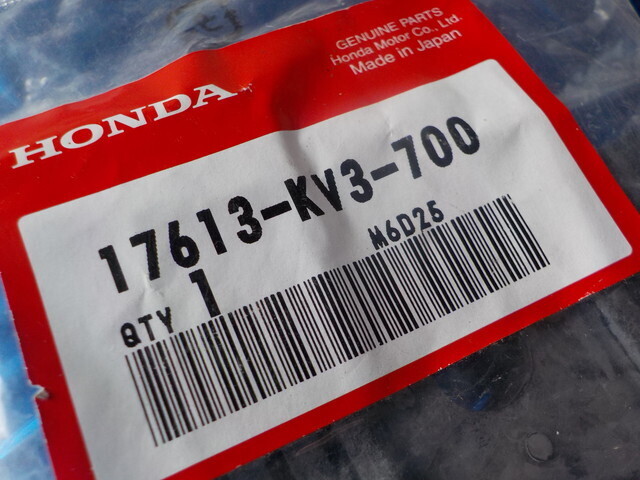 HONDA
GENUINE PARTS
Honda Motor Co., Ltd.
Made in Japan
17613-KV3-700
M6D25
QTY 1